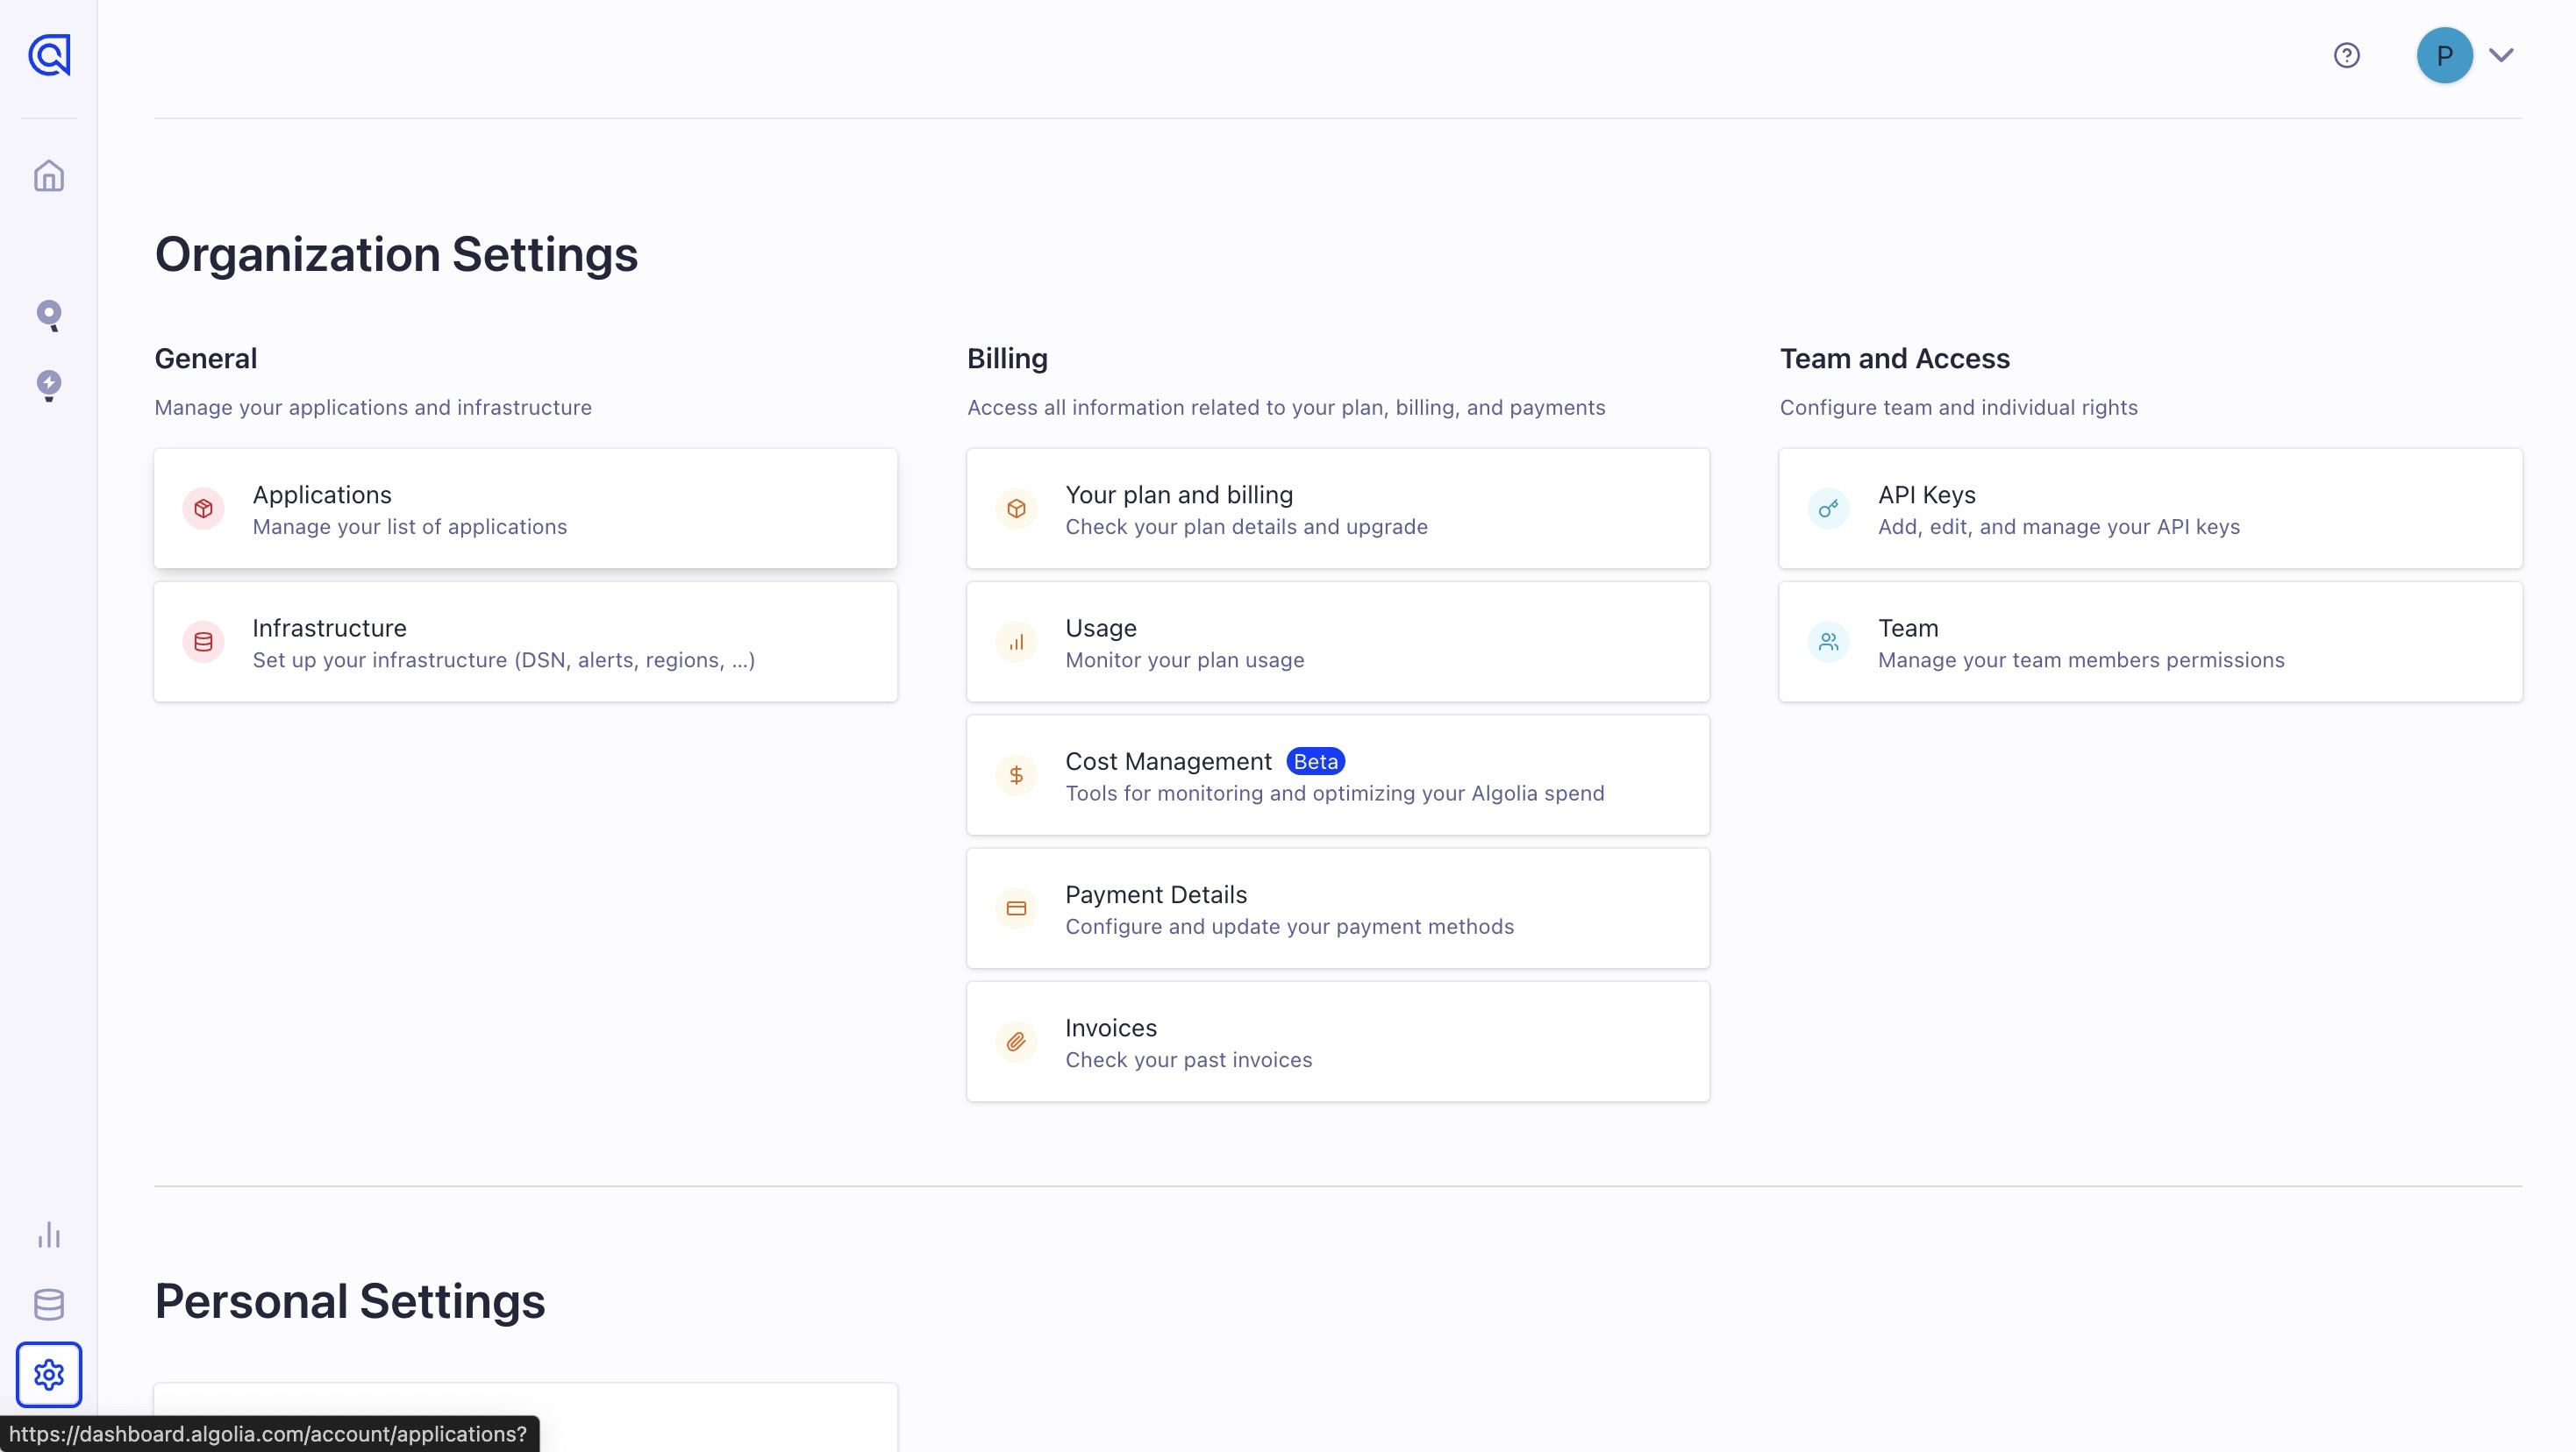 P
Organization Settings
General
Manage your applications and infrastructure
Applications
Manage your list of applications
Infrastructure
Set up your infrastructure (DSN, alerts, regions, ...)
Billing
Access all information related to your plan, billing, and payments
Your plan and billing
Check your plan details and upgrade
Usage
Monitor your plan usage
Cost Management Beta
Tools for monitoring and optimizing your Algolia spend
Payment Details
Configure and update your payment methods
Invoices
Check your past invoices
Team and Access
Configure team and individual rights
API Keys
Add, edit, and manage your API keys
Team
Manage your team members permissions
Personal Settings
https://dashboard.algolia.com/account/applications?